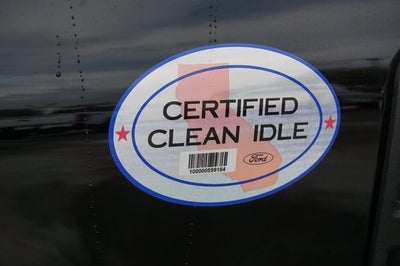 CERTIFIED
CLEAN IDLE
100000599184
Ford